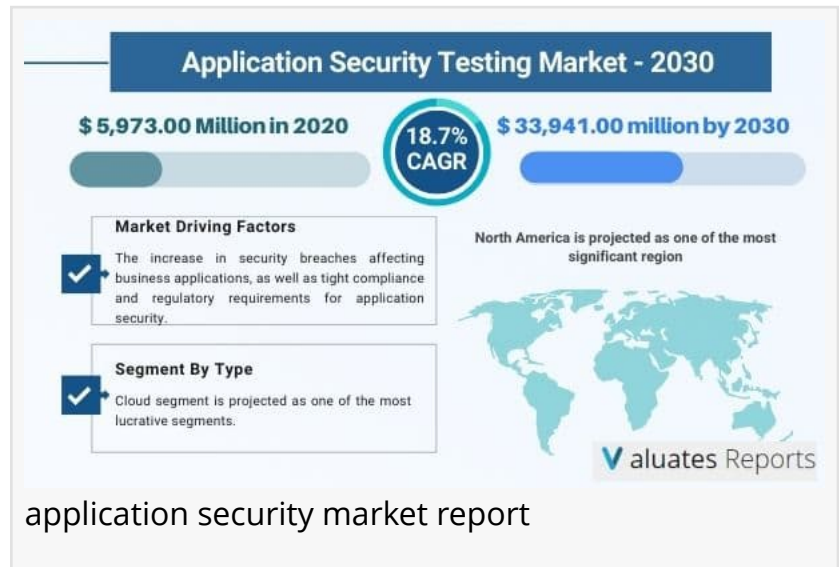 Application Security Testing Market - 2030
$ 5,973.00 Million in 2020
18.7%
CAGR
$ 33,941.00 million by 2030
Market Driving Factors
The increase in security breaches affecting
business applications, as well as tight compliance
and regulatory requirements for application
security.
North America is projected as one of the most
significant region
Segment By Type
Cloud segment is projected as one of the most
lucrative segments.
Valuates Reports
application security market report